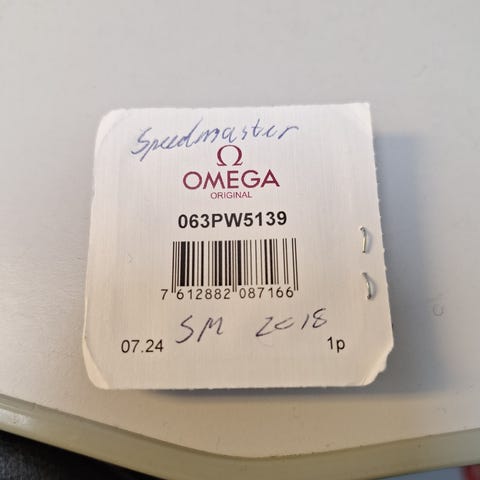 Speedmaster
Ω
OMEGA
ORIGINAL
063PW5139
7 612882 087166
SM 2018
07.24 1p